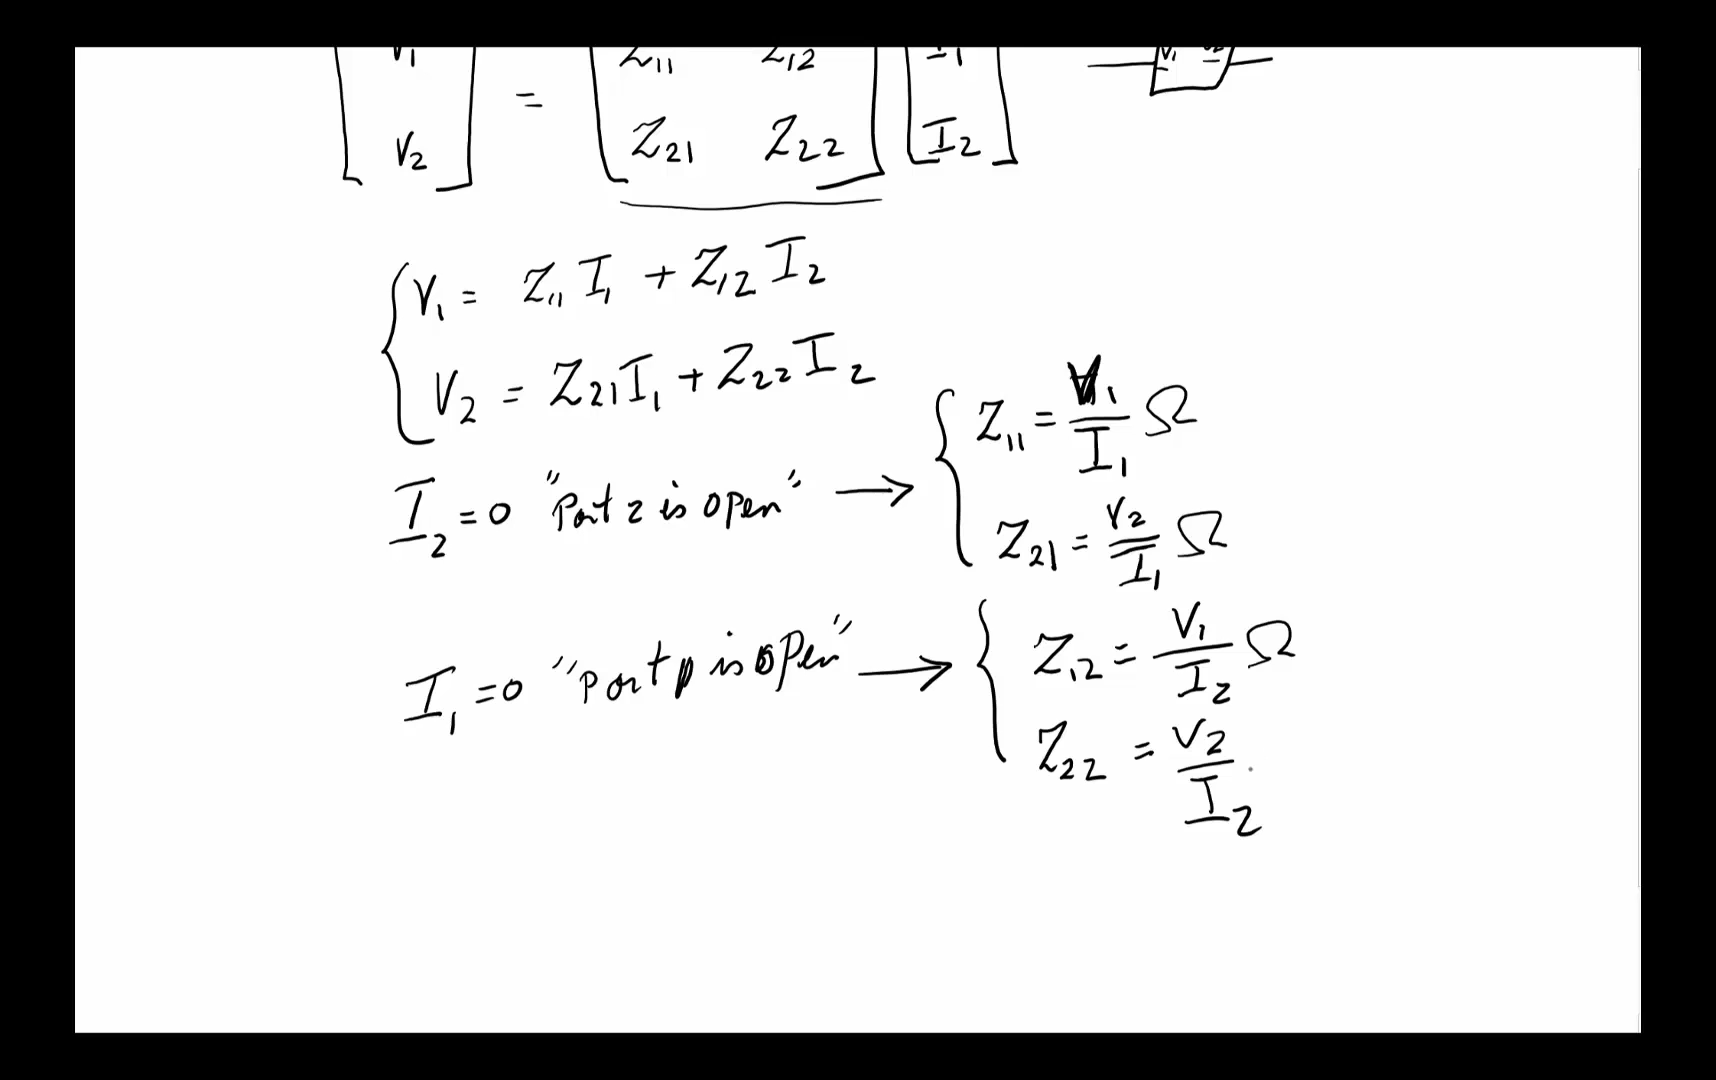 V1 = Z11 Z12 I1 V1
V2 Z21 Z22 I2
V1 = Z11 I1 + Z12 I2
V2 = Z21 I1 + Z22 I2
Z11 = V1/I1 Ω
I2 = 0 "Port 2 is open" →
Z21 = V2/I1 Ω
Z12 = V1/I2 Ω
I1 = 0 "Port 1 is open" →
Z22 = V2/I2